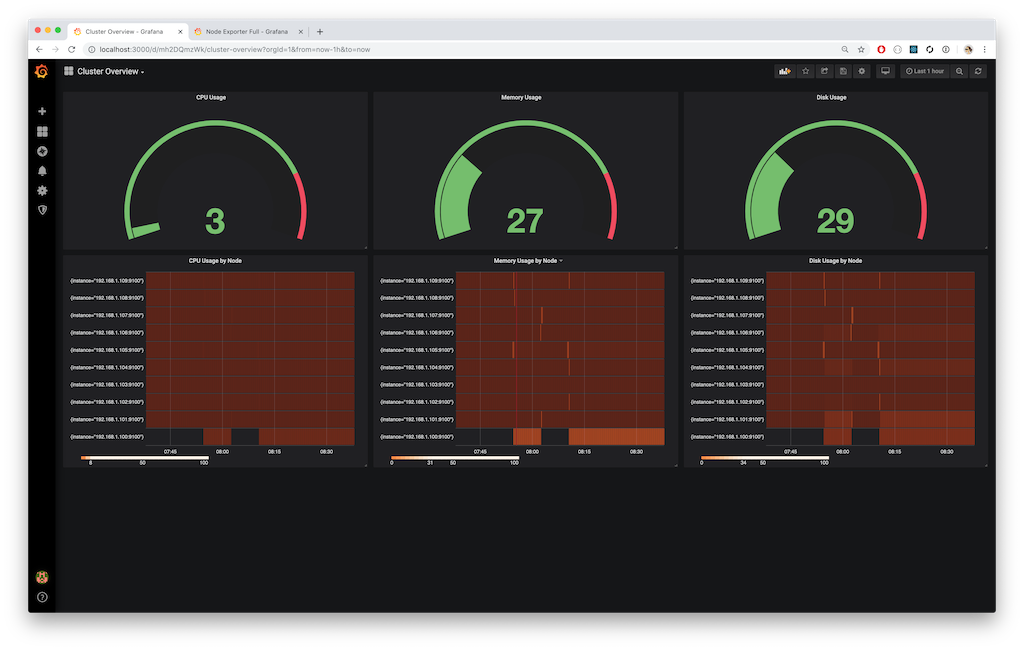 Cluster Overview - Grafana
Node Exporter Full - Grafana
localhost:3000/d/mh2DQmzWk/cluster-overview?orgId=1&from=now-1h&to=now
Cluster Overview
Last 1 hour
CPU Usage
3
Memory Usage
27
Disk Usage
29
CPU Usage by Node
{instance="192.168.1.109:9100"}
{instance="192.168.1.108:9100"}
{instance="192.168.1.107:9100"}
{instance="192.168.1.106:9100"}
{instance="192.168.1.105:9100"}
{instance="192.168.1.104:9100"}
{instance="192.168.1.103:9100"}
{instance="192.168.1.102:9100"}
{instance="192.168.1.101:9100"}
{instance="192.168.1.100:9100"}
07:45 08:00 08:15 08:30
8 50 100
Memory Usage by Node
{instance="192.168.1.109:9100"}
{instance="192.168.1.108:9100"}
{instance="192.168.1.107:9100"}
{instance="192.168.1.106:9100"}
{instance="192.168.1.105:9100"}
{instance="192.168.1.104:9100"}
{instance="192.168.1.103:9100"}
{instance="192.168.1.102:9100"}
{instance="192.168.1.101:9100"}
{instance="192.168.1.100:9100"}
07:45 08:00 08:15 08:30
0 31 50 100
Disk Usage by Node
{instance="192.168.1.109:9100"}
{instance="192.168.1.108:9100"}
{instance="192.168.1.107:9100"}
{instance="192.168.1.106:9100"}
{instance="192.168.1.105:9100"}
{instance="192.168.1.104:9100"}
{instance="192.168.1.103:9100"}
{instance="192.168.1.102:9100"}
{instance="192.168.1.101:9100"}
{instance="192.168.1.100:9100"}
07:45 08:00 08:15 08:30
0 34 50 100